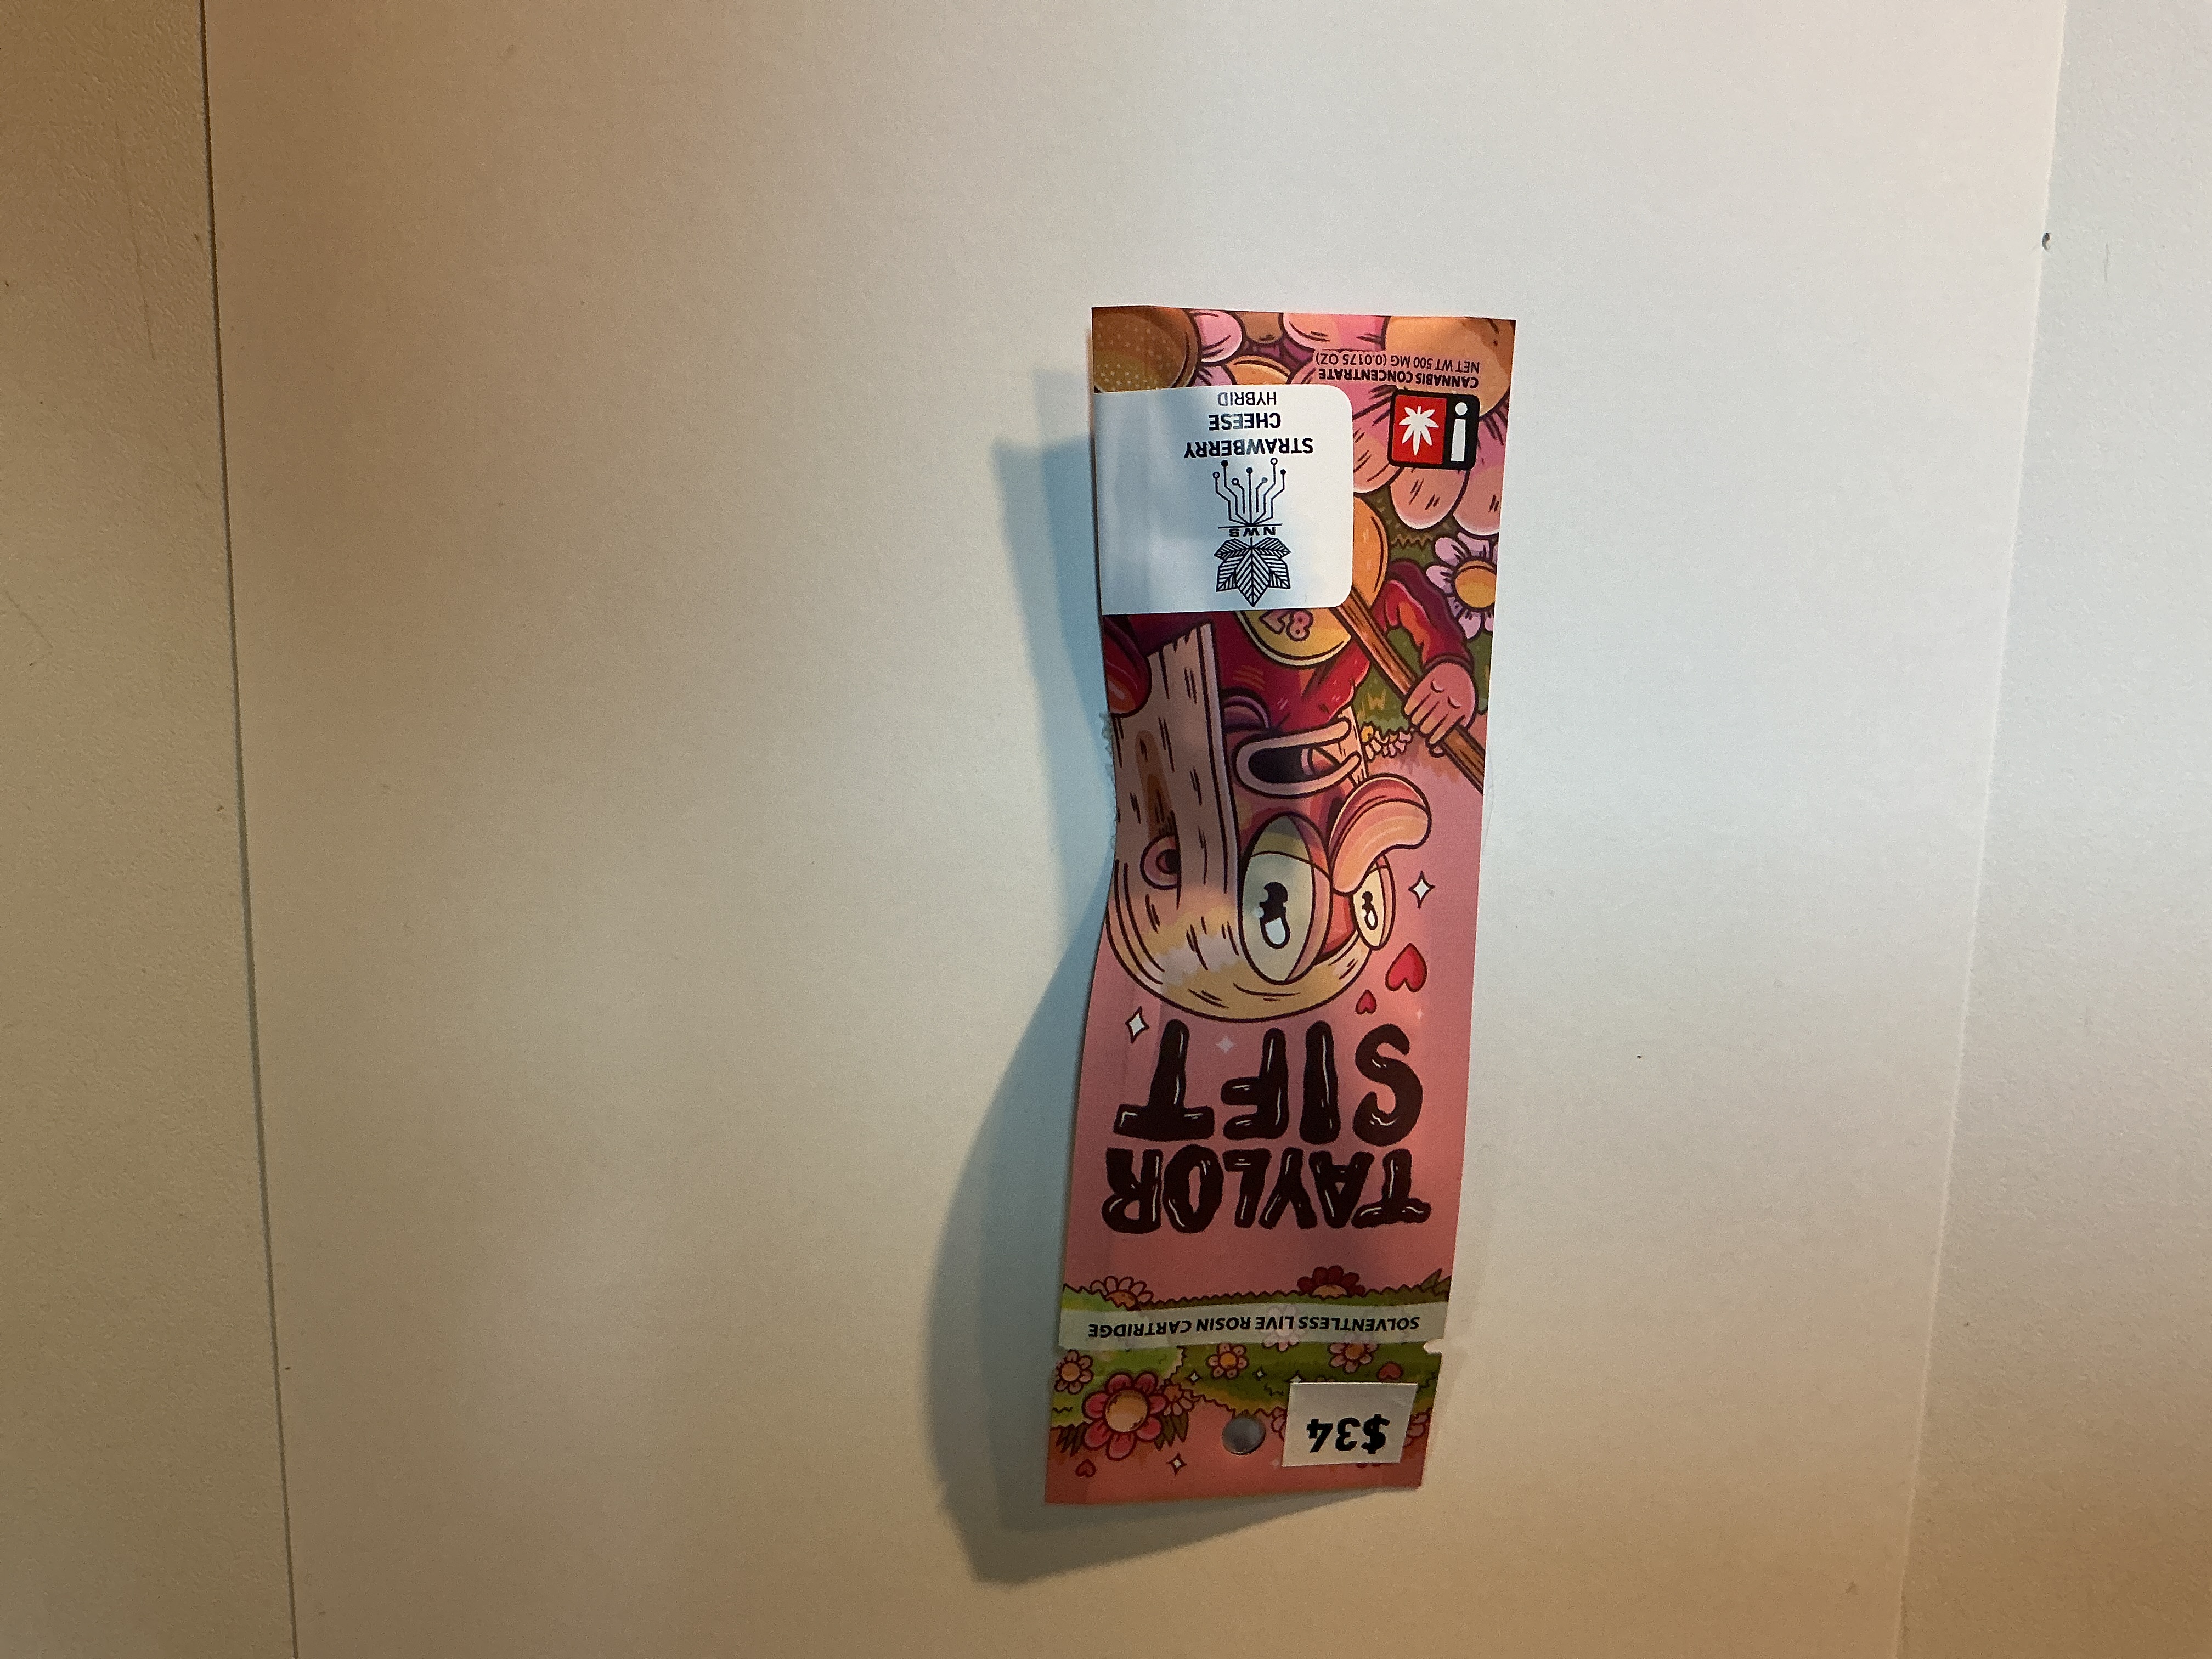 $34
SOLVENTLESS LIVE ROSIN CARTRIDGE
TAYLOR
SIFT
87
NWS
STRAWBERRY
CHEESE
HYBRID
i
CANNABIS CONCENTRATE
NET WT 500 MG (0.0175 OZ)